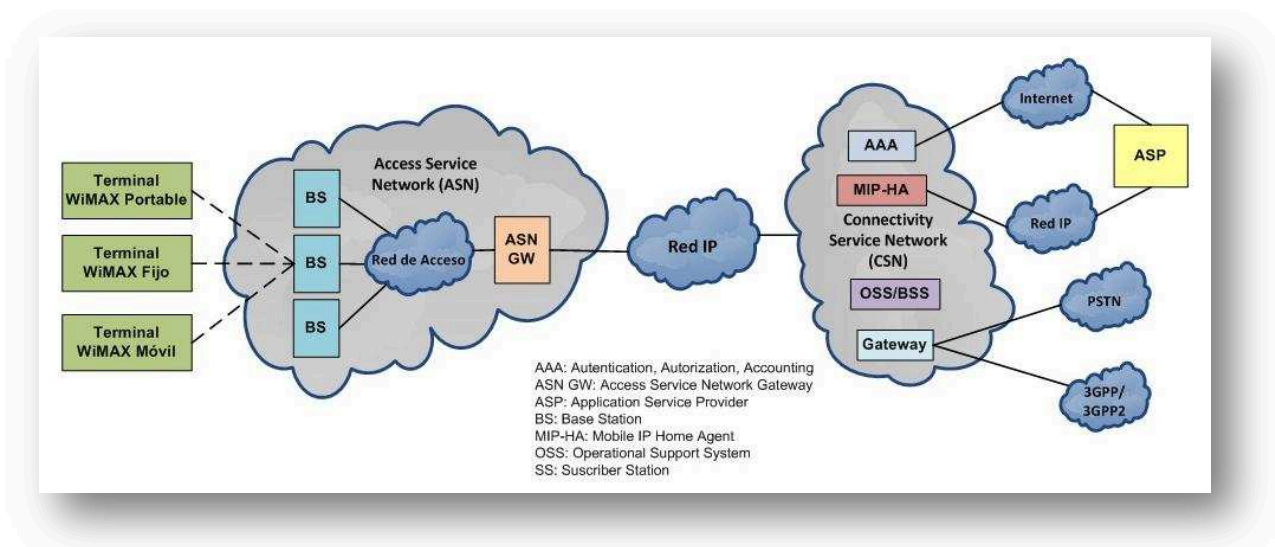 Terminal
WiMAX Portable
Terminal
WiMAX Fijo
Terminal
WiMAX Móvil
Access Service
Network (ASN)
BS
BS
BS
Red de Acceso
ASN
GW
Red IP
AAA
MIP-HA
Connectivity
Service Network
(CSN)
OSS/BSS
Gateway
Internet
ASP
Red IP
PSTN
3GPP/
3GPP2
AAA: Autentication, Autorization, Accounting
ASN GW: Access Service Network Gateway
ASP: Application Service Provider
BS: Base Station
MIP-HA: Mobile IP Home Agent
OSS: Operational Support System
SS: Suscriber Station